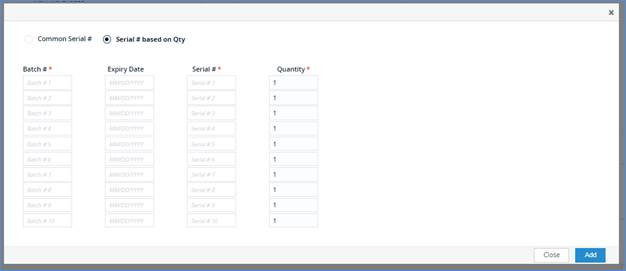 ×
Common Serial # Serial # based on Qty
Batch # * Expiry Date Serial # * Quantity *
Batch # 1 MM/DD/YYYY Serial # 1 1
Batch # 2 MM/DD/YYYY Serial # 2 1
Batch # 3 MM/DD/YYYY Serial # 3 1
Batch # 4 MM/DD/YYYY Serial # 4 1
Batch # 5 MM/DD/YYYY Serial # 5 1
Batch # 6 MM/DD/YYYY Serial # 6 1
Batch # 7 MM/DD/YYYY Serial # 7 1
Batch # 8 MM/DD/YYYY Serial # 8 1
Batch # 9 MM/DD/YYYY Serial # 9 1
Batch # 10 MM/DD/YYYY Serial # 10 1
Close Add